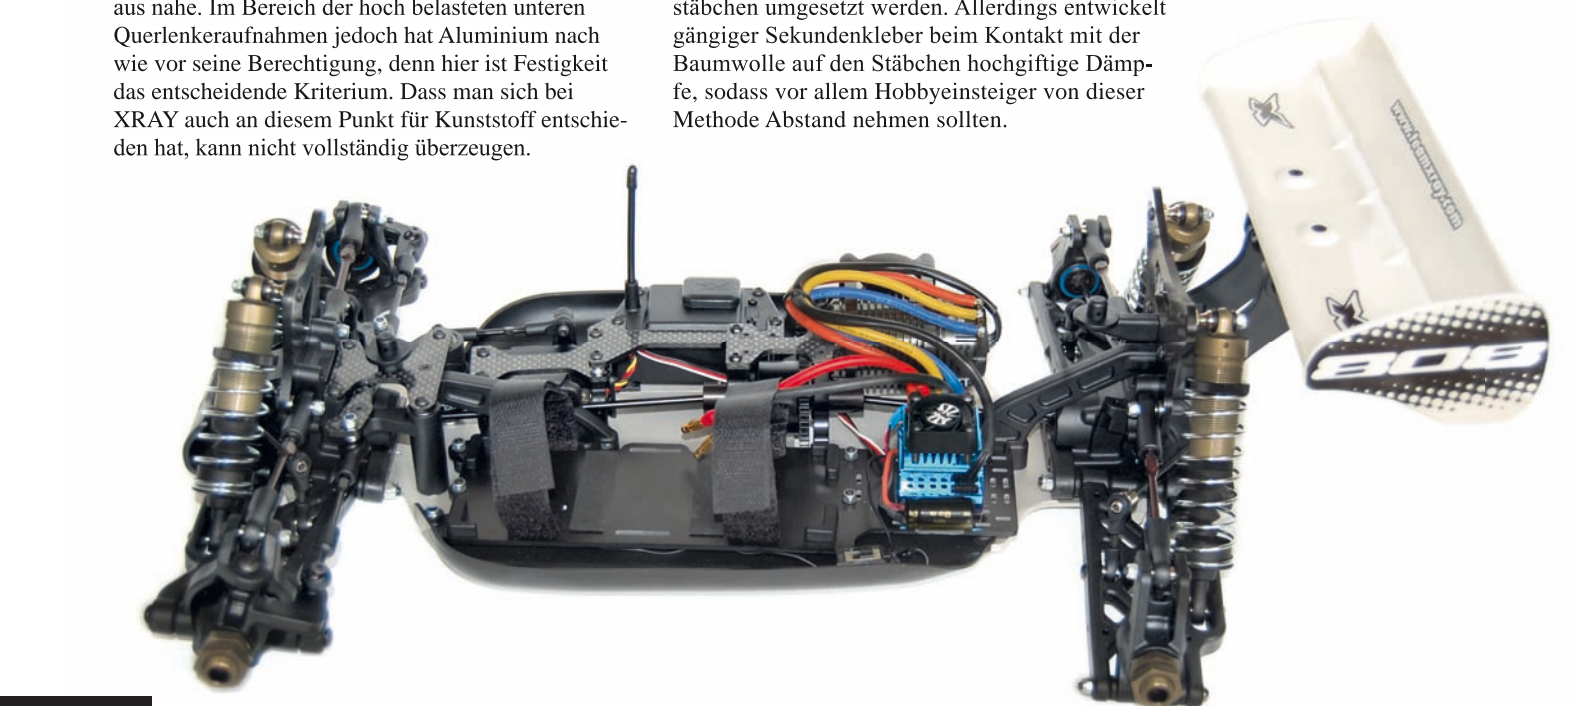 aus nahe. Im Bereich der hoch belasteten unteren
Querlenkeraufnahmen jedoch hat Aluminium nach
wie vor seine Berechtigung, denn hier ist Festigkeit
das entscheidende Kriterium. Dass man sich bei
XRAY auch an diesem Punkt für Kunststoff entschie-
den hat, kann nicht vollständig überzeugen.
stäbchen umgesetzt werden. Allerdings entwickelt
gängiger Sekundenkleber beim Kontakt mit der
Baumwolle auf den Stäbchen hochgiftige Dämp-
fe, sodass vor allem Hobbyeinsteiger von dieser
Methode Abstand nehmen sollten.
www.teamxray.com
808